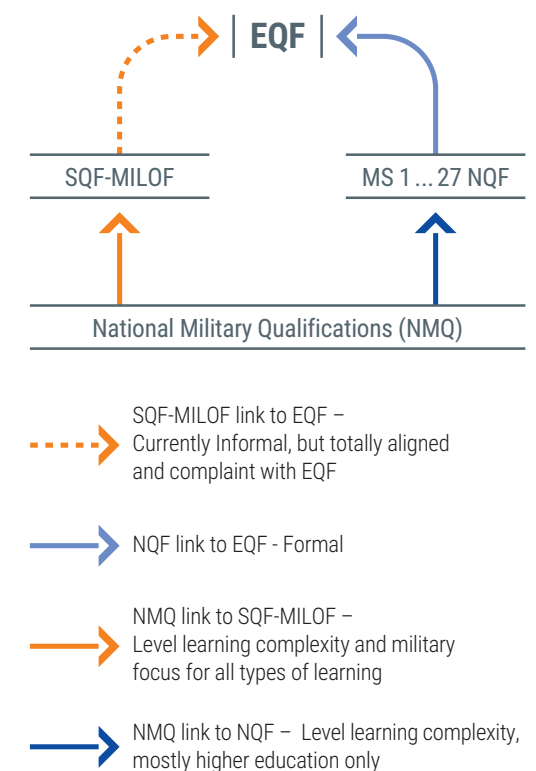 | EQF |
SQF-MILOF
MS 1 ... 27 NQF
National Military Qualifications (NMQ)
SQF-MILOF link to EQF –
Currently Informal, but totally aligned
and complaint with EQF
NQF link to EQF - Formal
NMQ link to SQF-MILOF –
Level learning complexity and military
focus for all types of learning
NMQ link to NQF – Level learning complexity,
mostly higher education only